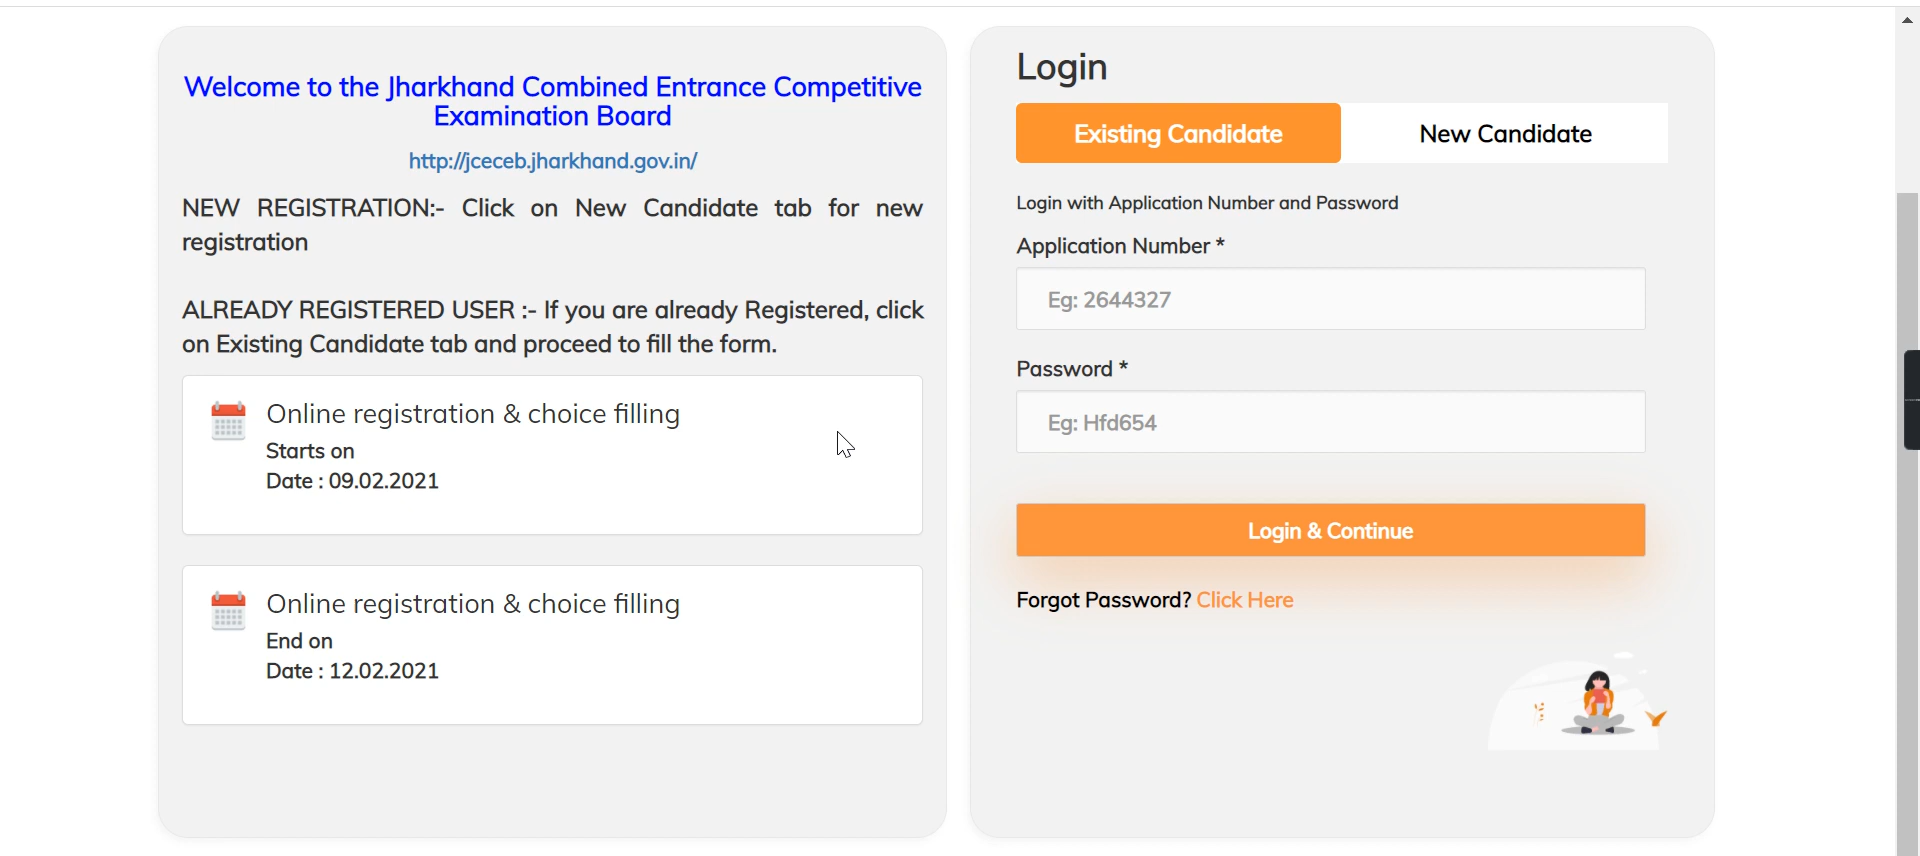 Welcome to the Jharkhand Combined Entrance Competitive
Examination Board
http://jceceb.jharkhand.gov.in/
NEW REGISTRATION:- Click on New Candidate tab for new
registration
ALREADY REGISTERED USER :- If you are already Registered, click
on Existing Candidate tab and proceed to fill the form.
Online registration & choice filling
Starts on
Date : 09.02.2021
Online registration & choice filling
End on
Date : 12.02.2021
Login
Existing Candidate
New Candidate
Login with Application Number and Password
Application Number *
Eg: 2644327
Password *
Eg: Hfd654
Login & Continue
Forgot Password? Click Here